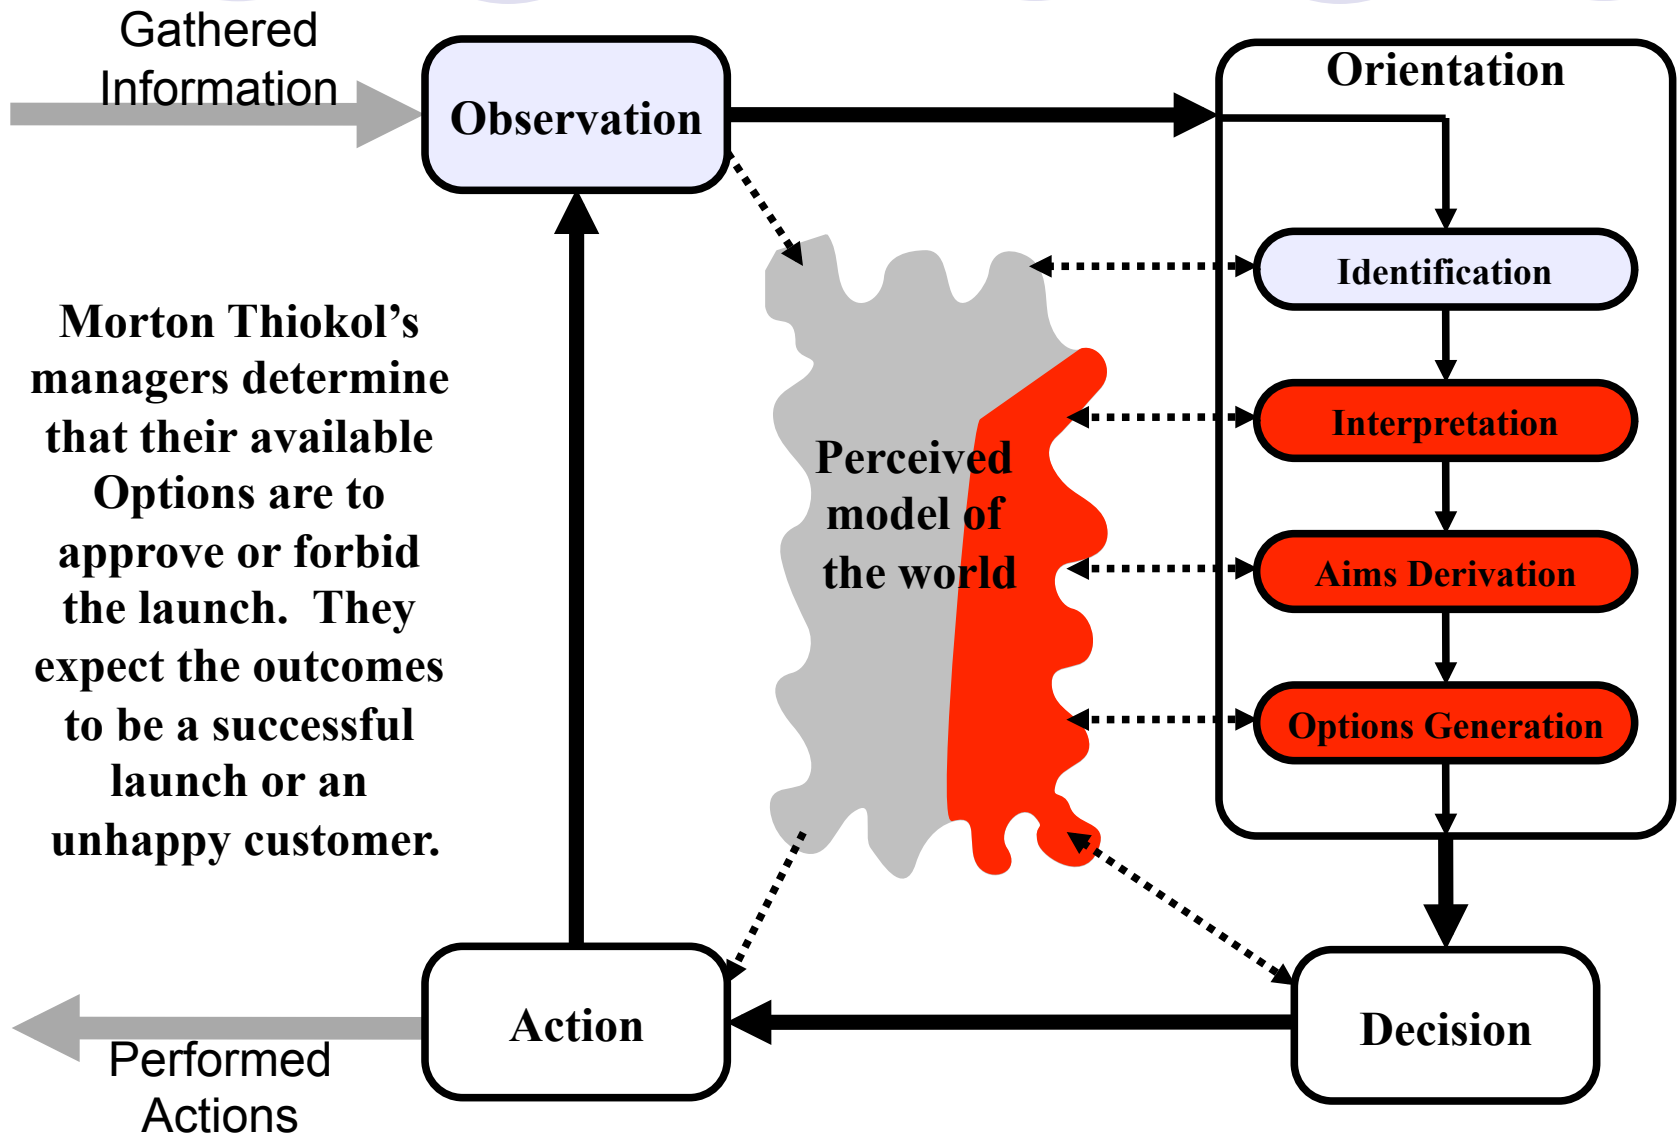 Gathered
Information
Observation
Orientation
Identification
Interpretation
Aims Derivation
Options Generation
Morton Thiokol’s
managers determine
that their available
Options are to
approve or forbid
the launch.  They
expect the outcomes
to be a successful
launch or an
unhappy customer.
Perceived
model of
the world
Action
Decision
Performed
Actions